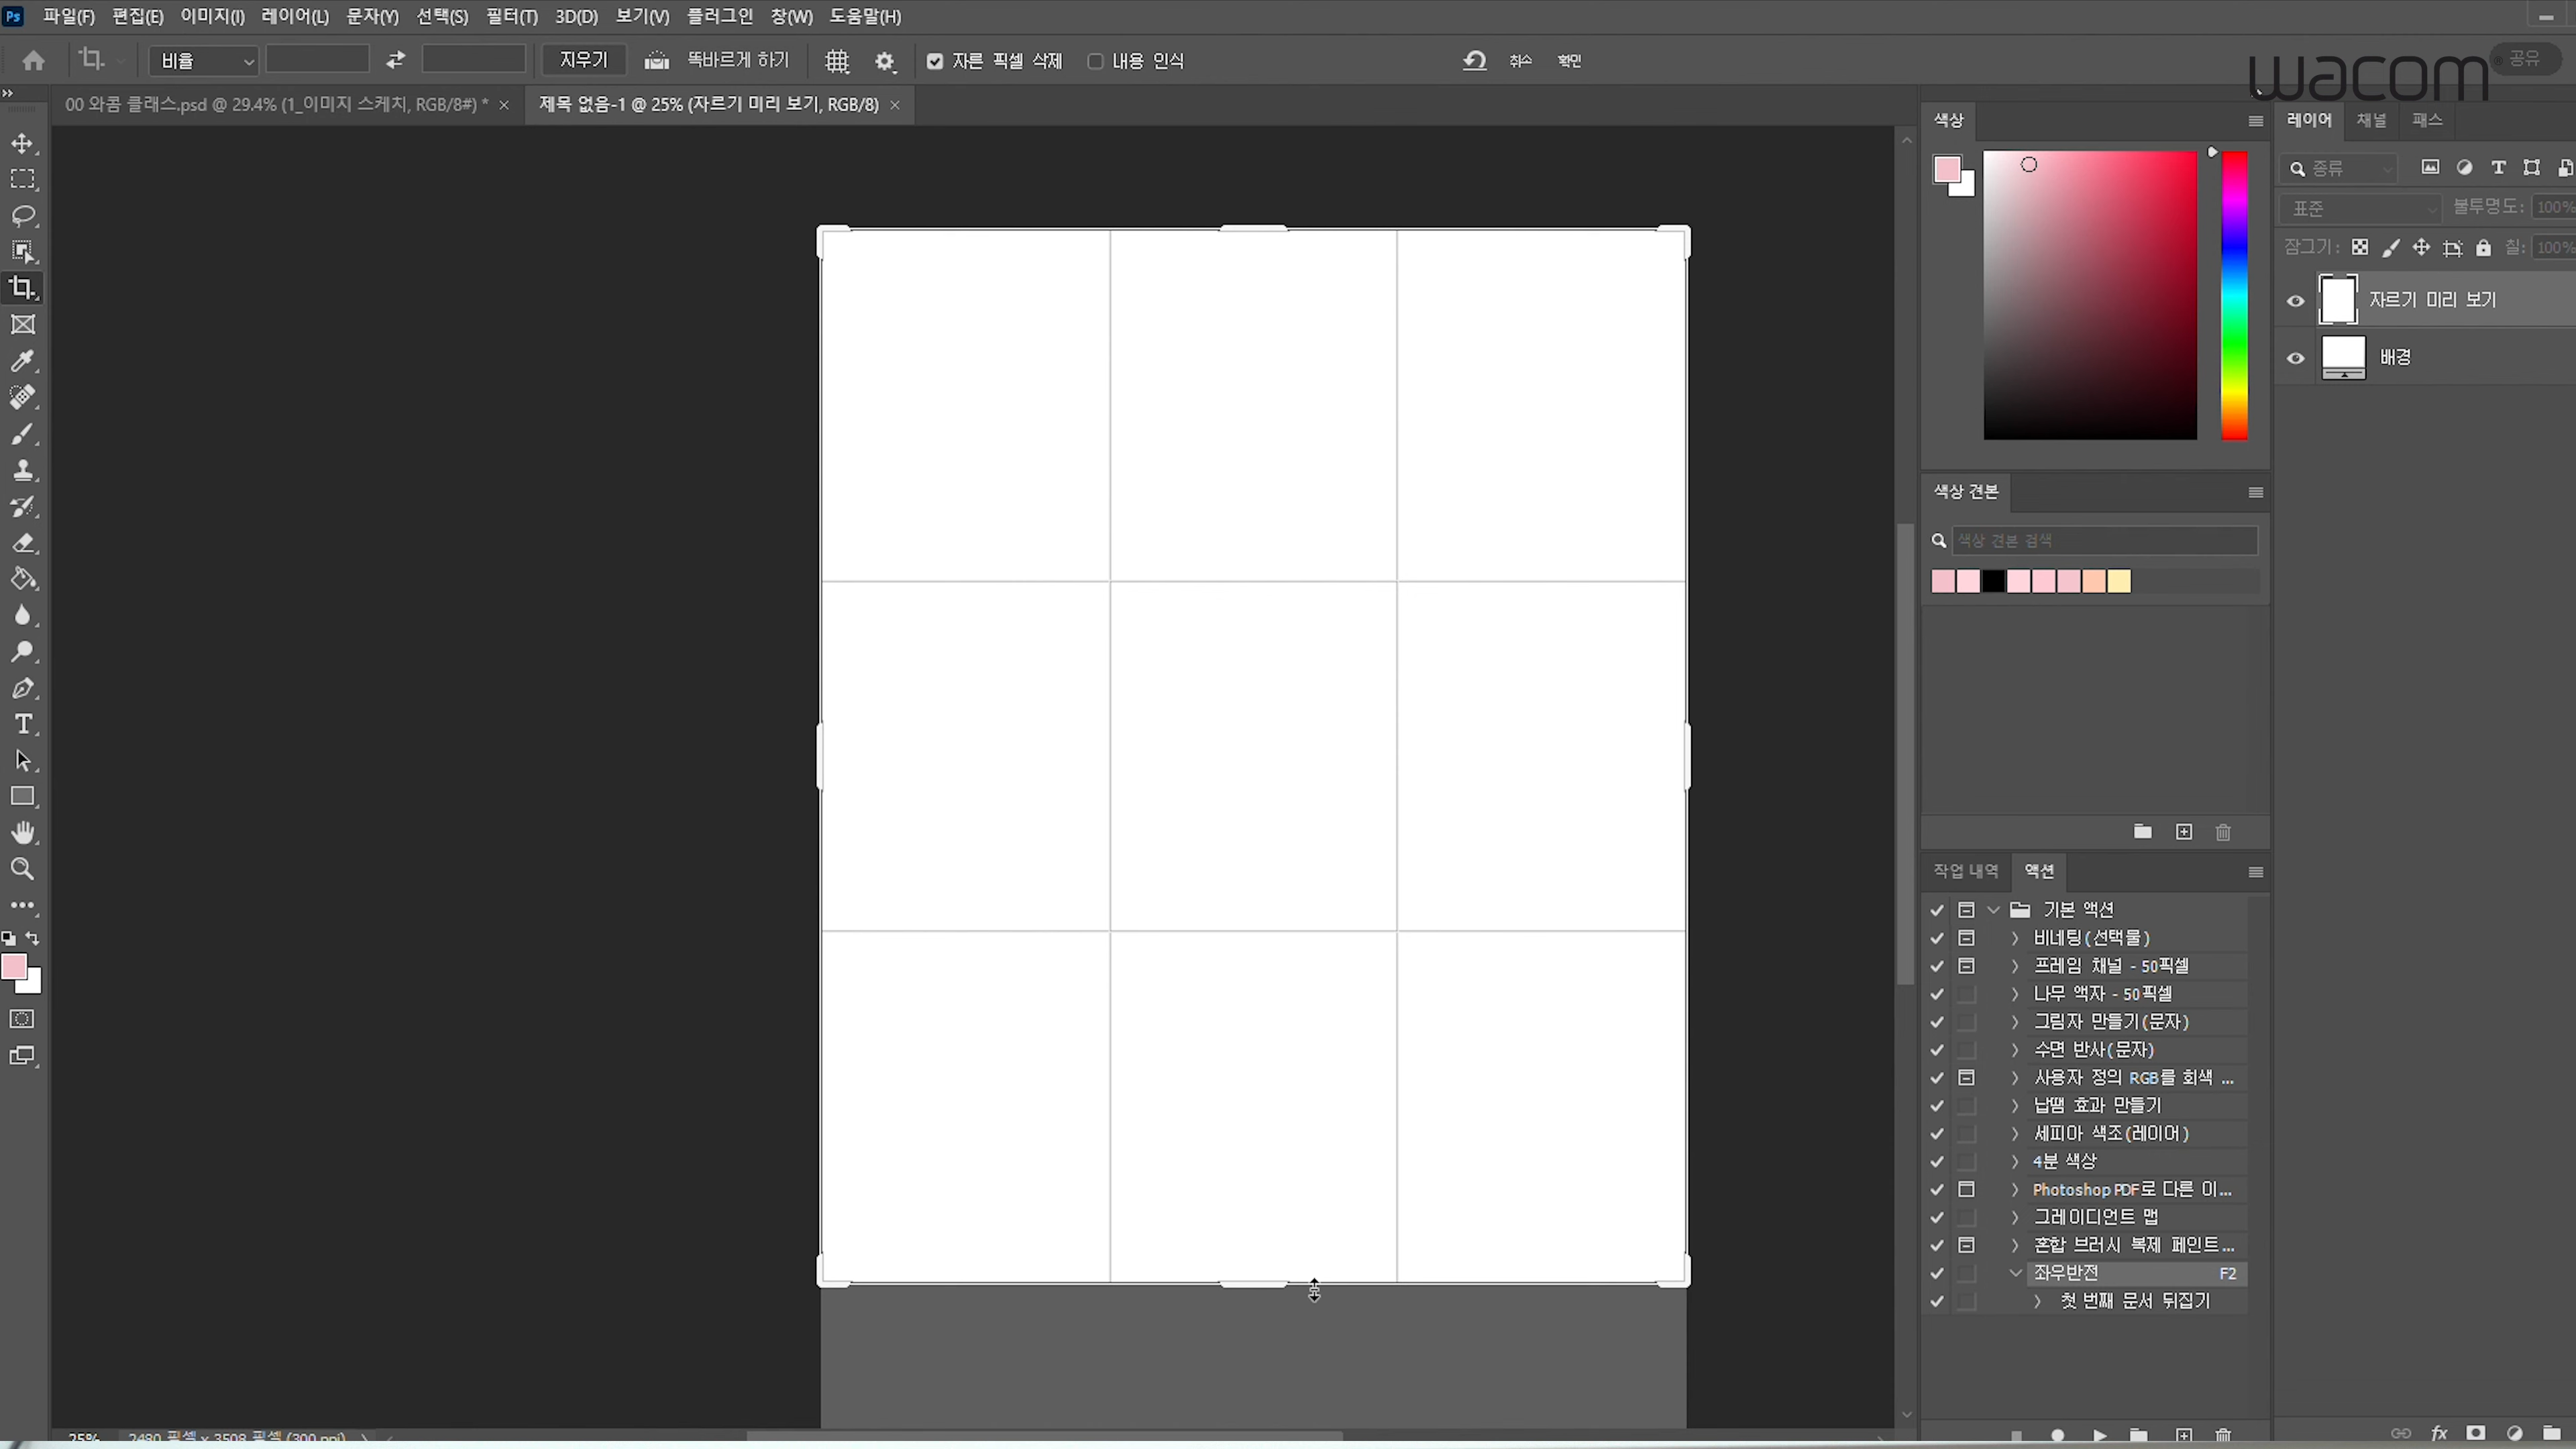 Ps 파일(F) 편집(E) 이미지(I) 레이어(L) 문자(Y) 선택(S) 필터(T) 3D(D) 보기(V) 플러그인 창(W) 도움말(H)
비율 지우기 똑바르게 하기 자른 픽셀 삭제 내용 인식 취소 확인 공유
wacom
00 와콤 클래스.psd @ 29.4% (1_이미지 스케치, RGB/8#) * × 제목 없음-1 @ 25% (자르기 미리 보기, RGB/8) ×
색상
색상 견본
색상 견본 검색
작업 내역 액션
기본 액션
비네팅(선택물)
프레임 채널 - 50픽셀
나무 액자 - 50픽셀
그림자 만들기(문자)
수면 반사(문자)
사용자 정의 RGB를 회색 ...
납땜 효과 만들기
세피아 색조(레이어)
4분 색상
Photoshop PDF로 다른 이...
그레이디언트 맵
혼합 브러시 복제 페인트...
좌우반전 F2
첫 번째 문서 뒤집기
레이어 채널 패스
종류
표준 불투명도: 100%
잠그기: 칠: 100%
자르기 미리 보기
배경
fx
25% 2480 픽셀 x 3508 픽셀 (300 ppi)